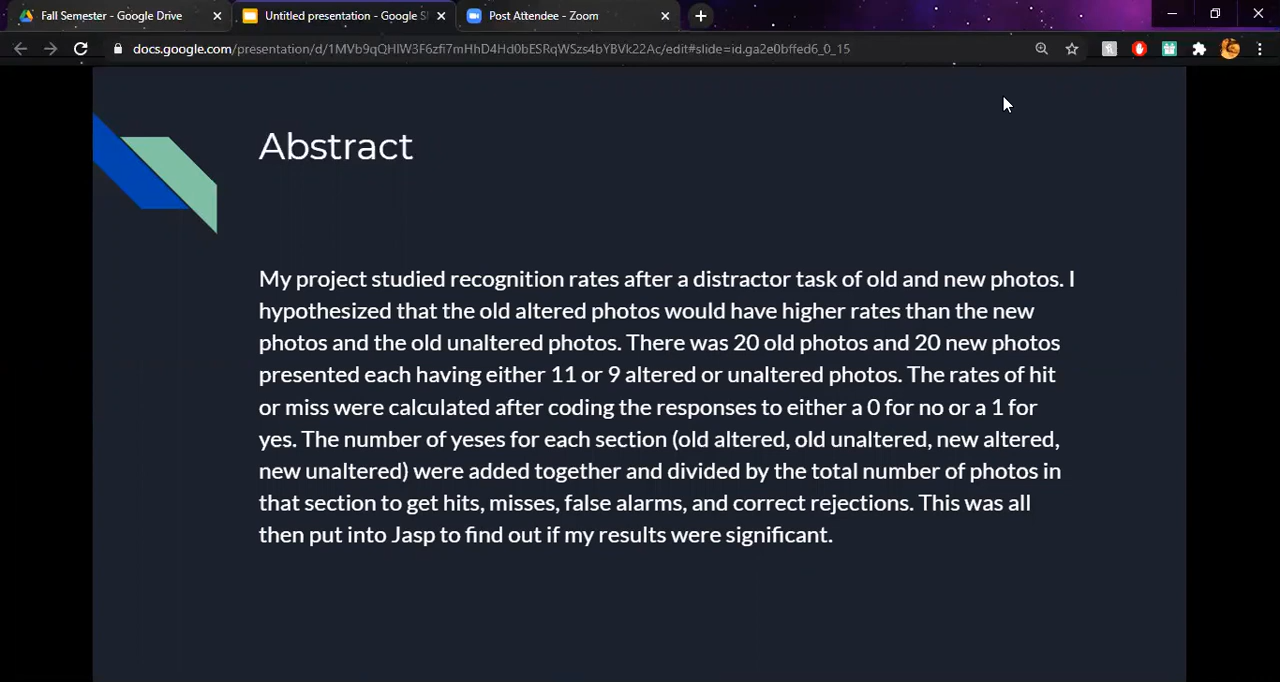 Fall Semester - Google Drive
Untitled presentation - Google S
Post Attendee - Zoom
docs.google.com/presentation/d/1MVb9qQHlW3F6zfi7mHhD4Hd0bESRqWSzs4bYBVk22Ac/edit#slide=id.ga2e0bffed6_0_15
Abstract
My project studied recognition rates after a distractor task of old and new photos. I
hypothesized that the old altered photos would have higher rates than the new
photos and the old unaltered photos. There was 20 old photos and 20 new photos
presented each having either 11 or 9 altered or unaltered photos. The rates of hit
or miss were calculated after coding the responses to either a 0 for no or a 1 for
yes. The number of yeses for each section (old altered, old unaltered, new altered,
new unaltered) were added together and divided by the total number of photos in
that section to get hits, misses, false alarms, and correct rejections. This was all
then put into Jasp to find out if my results were significant.